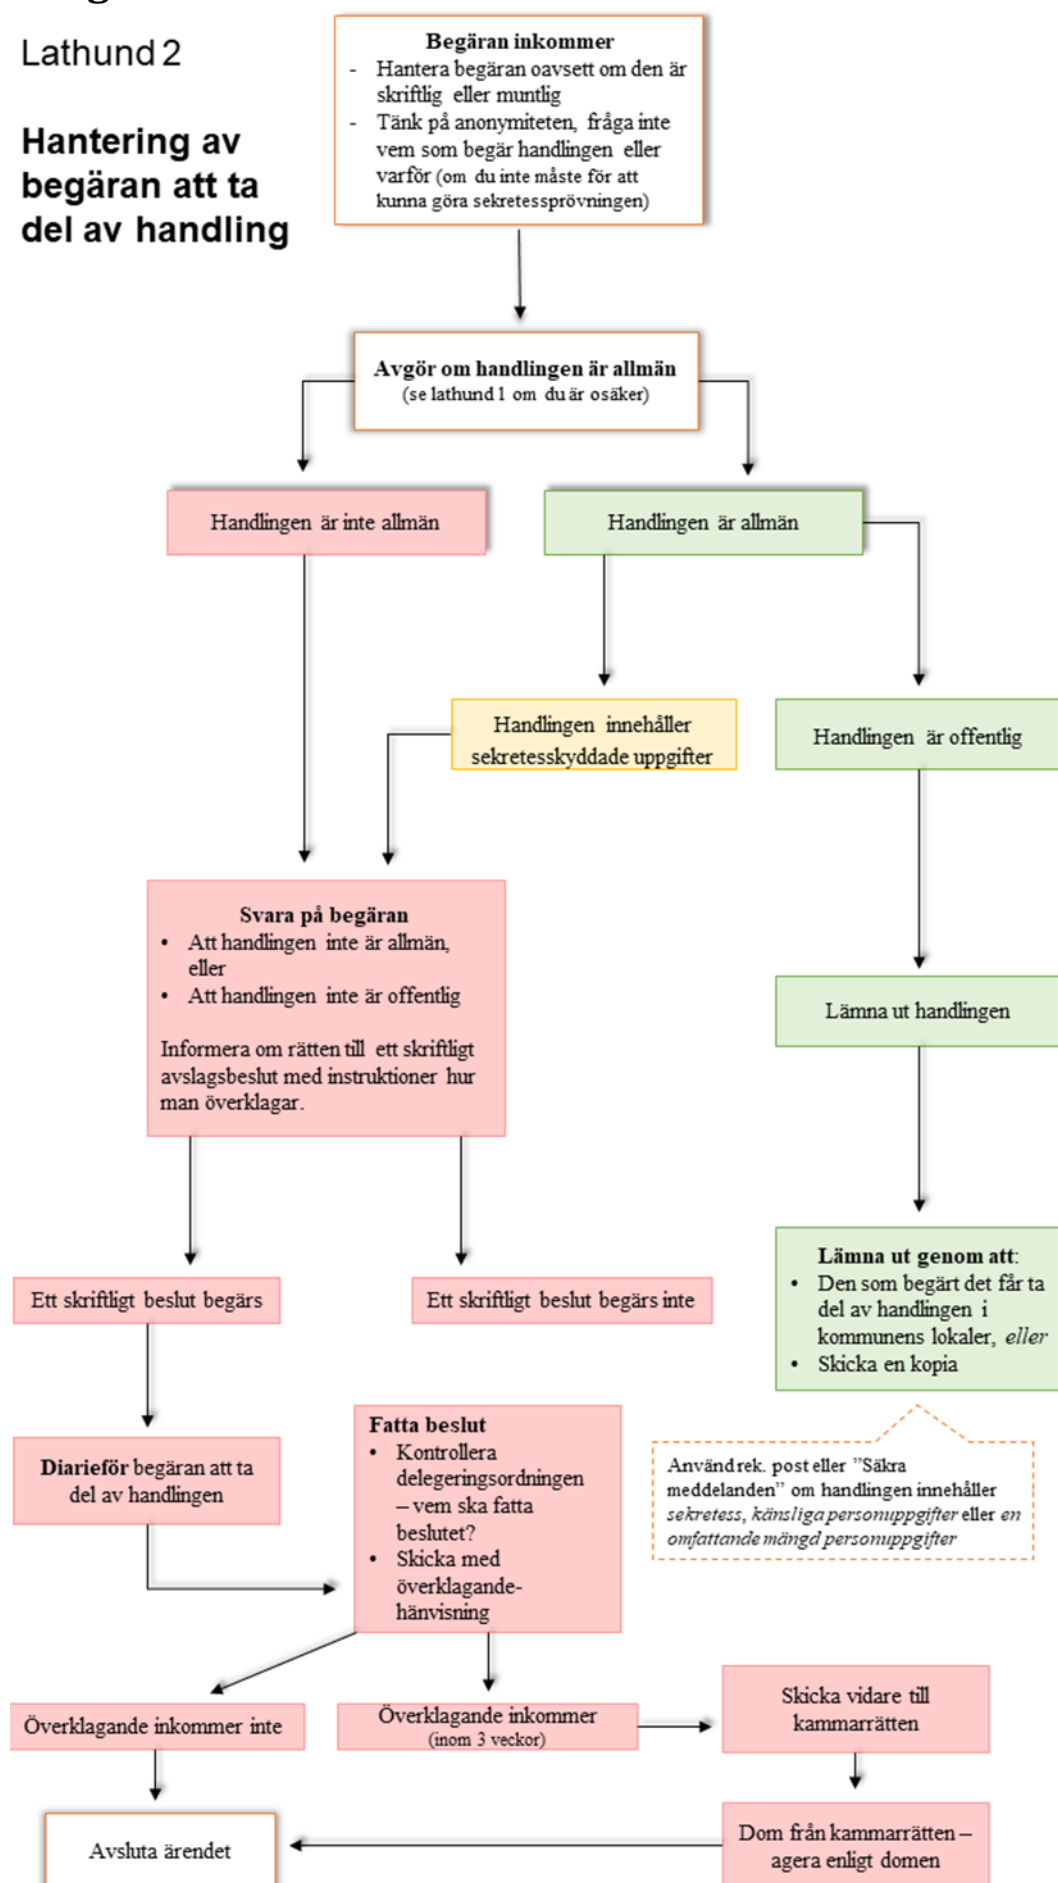 Lathund 2
Hantering av
begäran att ta
del av handling
Begäran inkommer
- Hantera begäran oavsett om den är
skriftlig eller muntlig
- Tänk på anonymiteten, fråga inte
vem som begär handlingen eller
varför (om du inte måste för att
kunna göra sekretessprövningen)
Avgör om handlingen är allmän
(se lathund 1 om du är osäker)
Handlingen är inte allmän
Handlingen är allmän
Handlingen innehåller
sekretesskyddade uppgifter
Handlingen är offentlig
Svara på begäran
• Att handlingen inte är allmän,
eller
• Att handlingen inte är offentlig
Informera om rätten till ett skriftligt
avslagsbeslut med instruktioner hur
man överklagar.
Lämna ut handlingen
Ett skriftligt beslut begärs
Ett skriftligt beslut begärs inte
Lämna ut genom att:
• Den som begärt det får ta
del av handlingen i
kommunens lokaler, eller
• Skicka en kopia
Diarieför begäran att ta
del av handlingen
Fatta beslut
• Kontrollera
delegeringsordningen
– vem ska fatta
beslutet?
• Skicka med
överklagande-
hänvisning
Använd rek. post eller ”Säkra
meddelanden” om handlingen innehåller
sekretess, känsliga personuppgifter eller en
omfattande mängd personuppgifter
Överklagande inkommer inte
Överklagande inkommer
(inom 3 veckor)
Skicka vidare till
kammarrätten
Avsluta ärendet
Dom från kammarrätten –
agera enligt domen